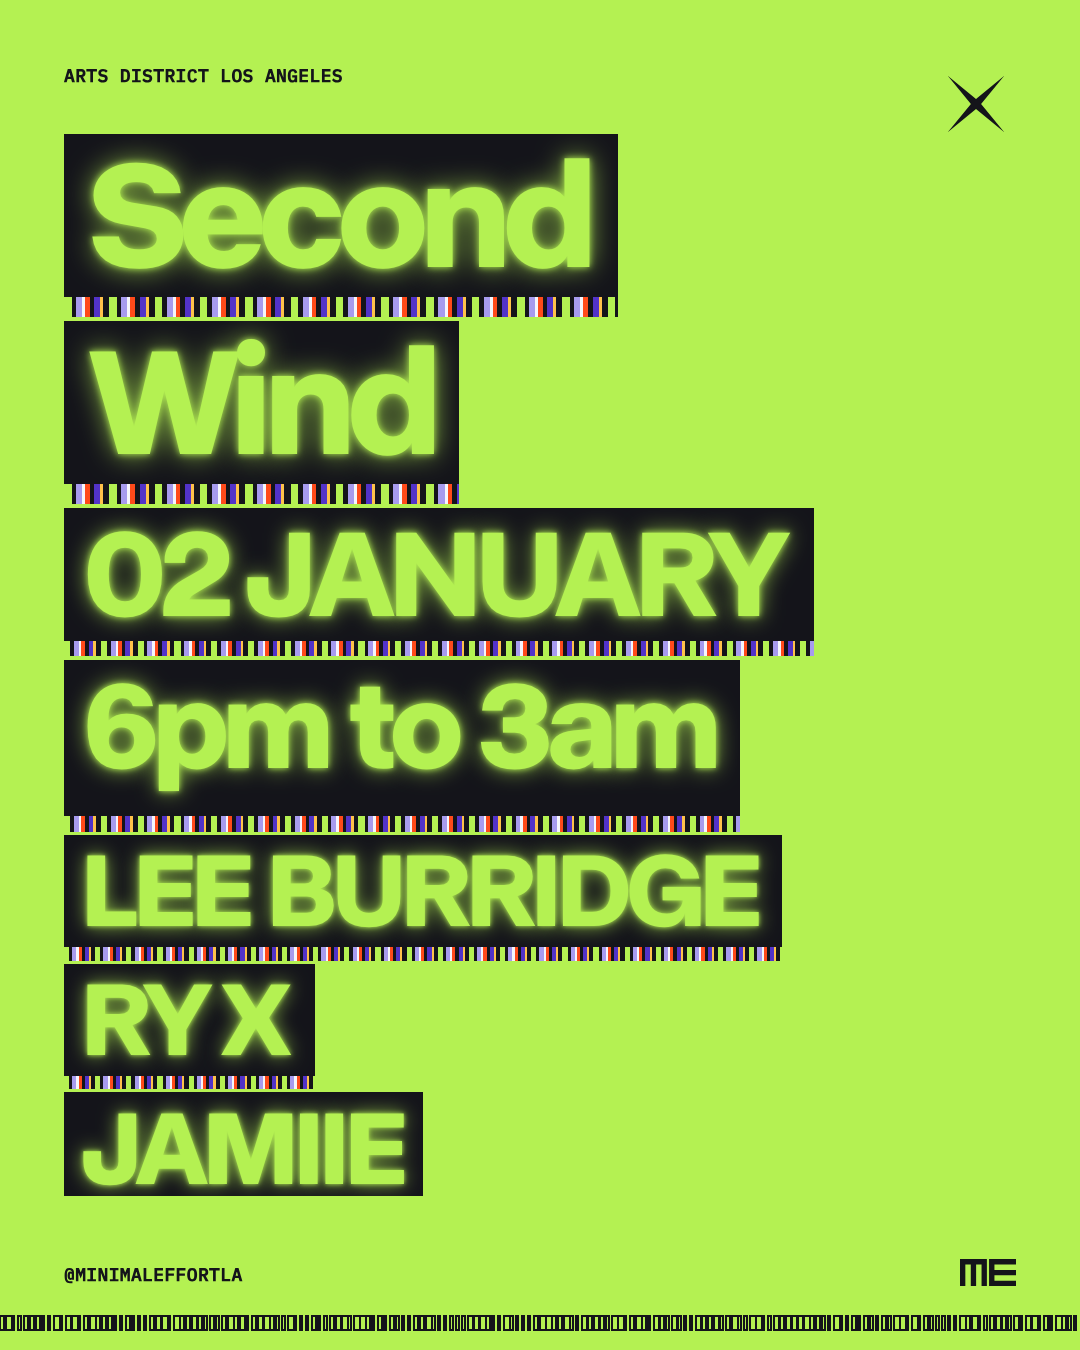 ARTS DISTRICT LOS ANGELES
Second
Wind
02 JANUARY
6pm to 3am
LEE BURRIDGE
RY X
JAMIIE
@MINIMALEFFORTLA
ME